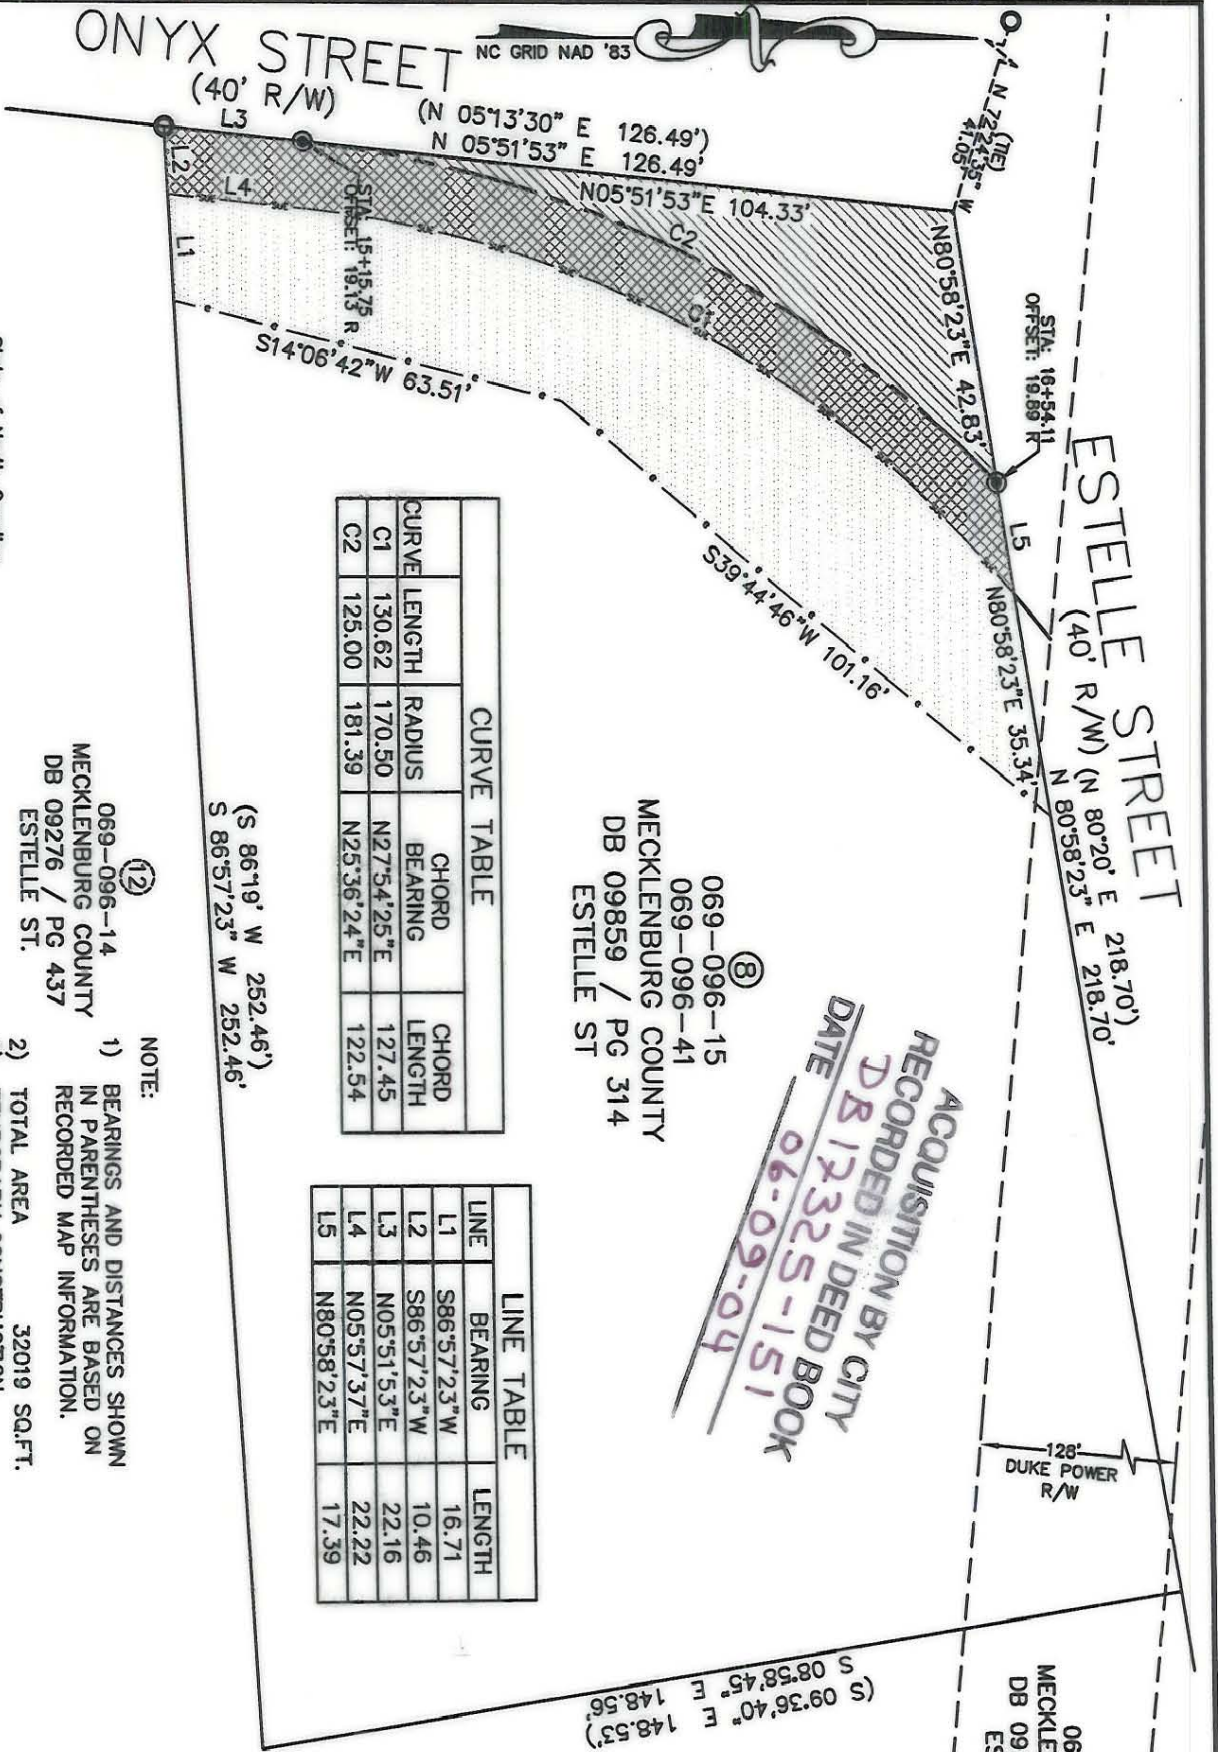 ONYX STREET
(40' R/W)
NC GRID NAD '83
(N 05°13'30" E 126.49')
N 05°51'53" E 126.49'
L3
L2
L4
L1
STA: 15+15.75
OFFSET: 19.13 R
N05°51'53"E 104.33'
C2
C1
S14°06'42"W 63.51'
(TIE)
N 72°24'35" W
41.05'
N80°58'23"E 42.83'
STA: 16+54.11
OFFSET: 19.89 R
ESTELLE STREET
(40' R/W)
(N 80°20' E 218.70')
N 80°58'23" E 218.70'
L5
N80°58'23"E 35.34'
S39°44'46"W 101.16'
CURVE TABLE
CURVE LENGTH RADIUS CHORD BEARING CHORD LENGTH
C1 130.62 170.50 N27°54'25"E 127.45
C2 125.00 181.39 N25°36'24"E 122.54
8
069-096-15
069-096-41
MECKLENBURG COUNTY
DB 09859 / PG 314
ESTELLE ST
ACQUISITION BY CITY
RECORDED IN DEED BOOK
DB 17325-151
DATE 06-09-04
LINE TABLE
LINE BEARING LENGTH
L1 S86°57'23"W 16.71
L2 S86°57'23"W 10.46
L3 N05°51'53"E 22.16
L4 N05°57'37"E 22.22
L5 N80°58'23"E 17.39
128'
DUKE POWER
R/W
(S 86°19' W 252.46')
S 86°57'23" W 252.46'
(S 09°36'40" E 148.53')
S 08°58'45" E 148.56'
12
069-096-14
MECKLENBURG COUNTY
DB 09276 / PG 437
ESTELLE ST.
NOTE:
1) BEARINGS AND DISTANCES SHOWN
IN PARENTHESES ARE BASED ON
RECORDED MAP INFORMATION.
2) TOTAL AREA 32019 SQ.FT.
06
MECKLE
DB 09
ES